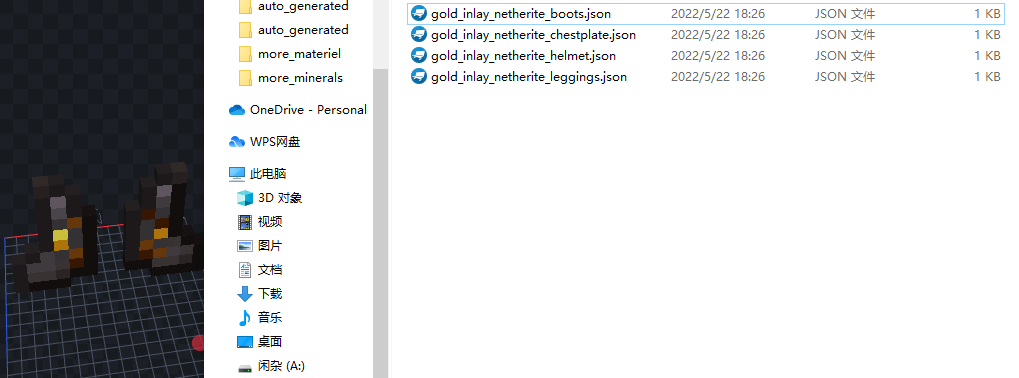 auto_generated
auto_generated
more_materiel
more_minerals
OneDrive - Personal
WPS网盘
此电脑
3D 对象
视频
图片
文档
下载
音乐
桌面
闲杂 (A:)
gold_inlay_netherite_boots.json 2022/5/22 18:26 JSON 文件 1 KB
gold_inlay_netherite_chestplate.json 2022/5/22 18:26 JSON 文件 1 KB
gold_inlay_netherite_helmet.json 2022/5/22 18:26 JSON 文件 1 KB
gold_inlay_netherite_leggings.json 2022/5/22 18:26 JSON 文件 1 KB